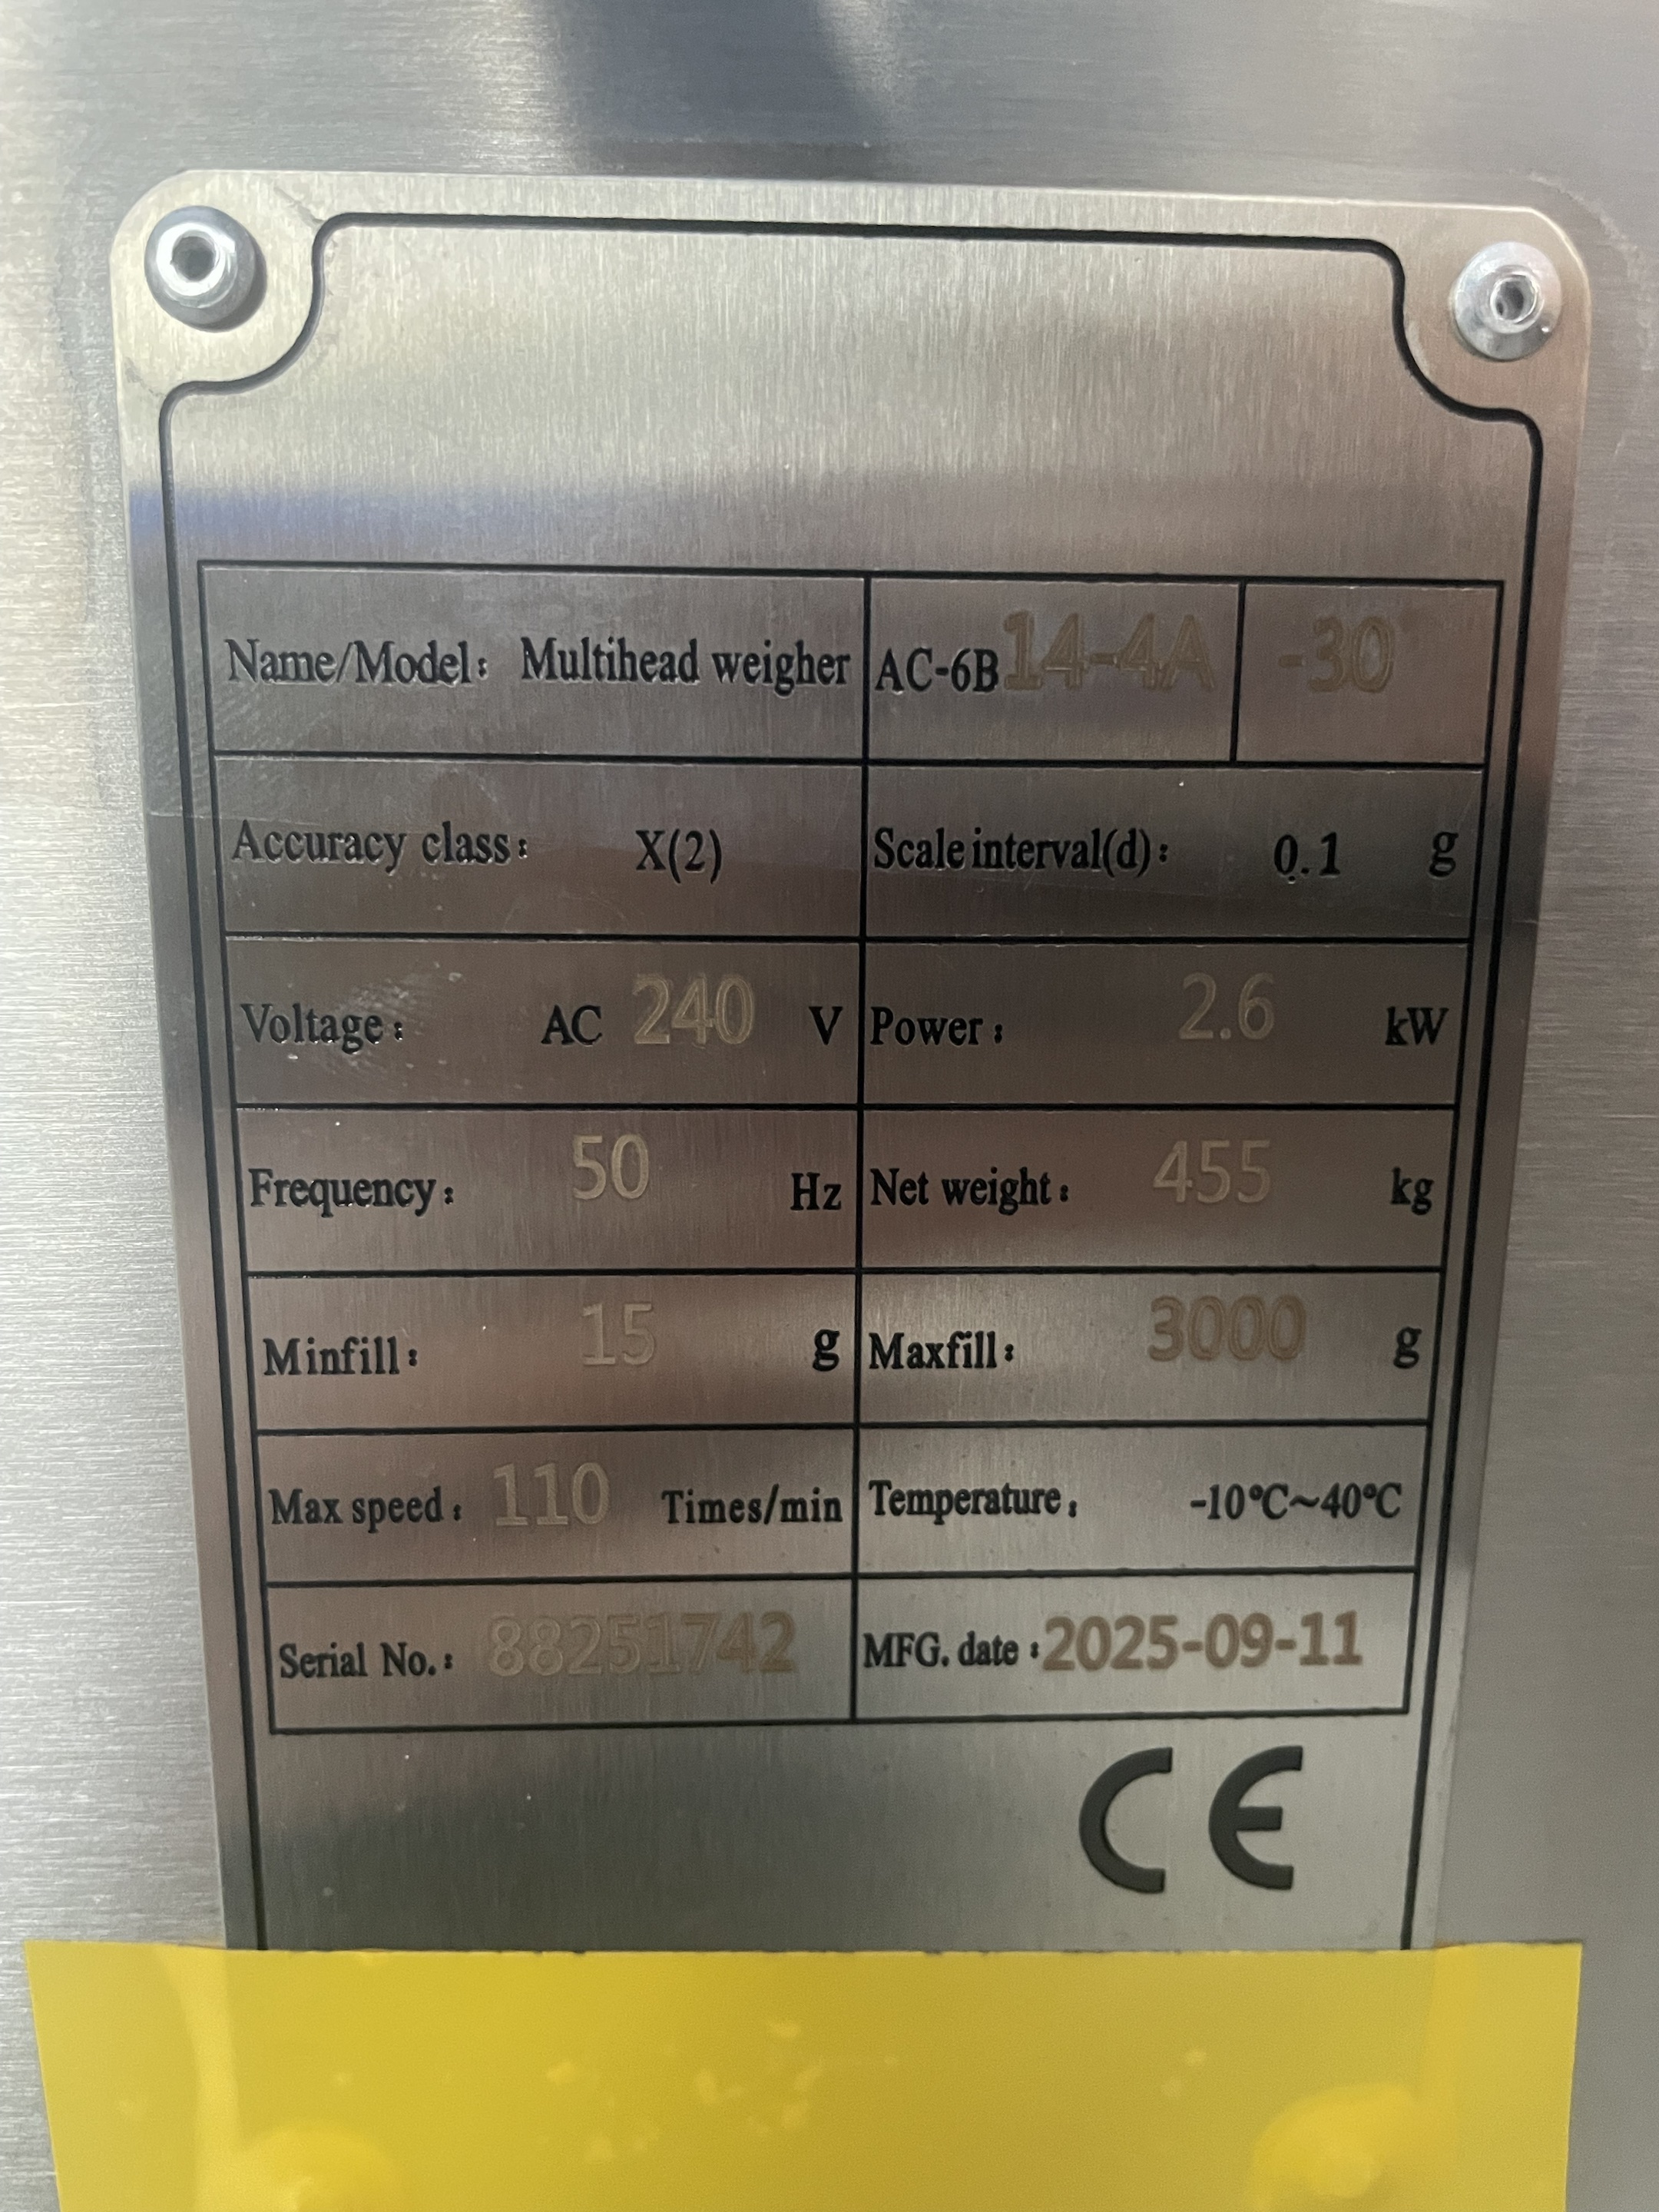 Name/Model: Multihead weigher AC-6B14-4A -30
Accuracy class: X(2) Scale interval(d): 0.1 g
Voltage: AC 240 V Power: 2.6 kW
Frequency: 50 Hz Net weight: 455 kg
Minfill: 15 g Maxfill: 3000 g
Max speed: 110 Times/min Temperature: -10°C~40°C
Serial No.: 88251742 MFG. date: 2025-09-11
CE